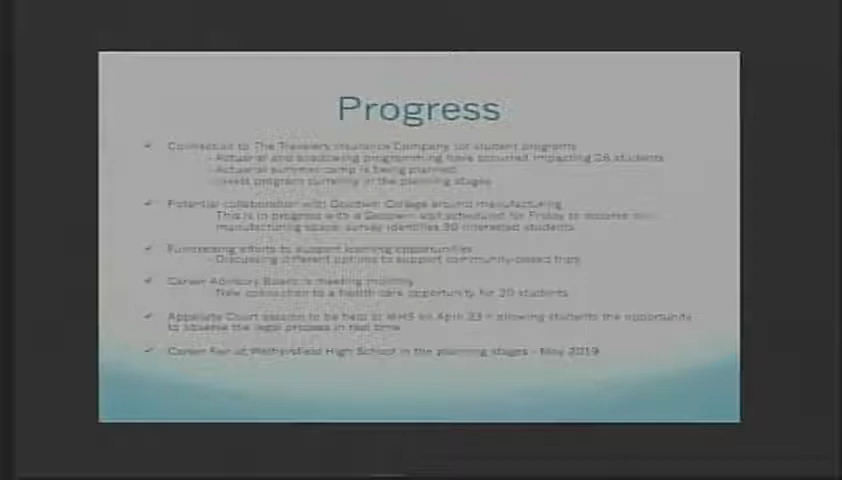 Progress
✓ Connection to The Travelers Insurance Company for student programs
- Actuarial and shadowing programming have occurred impacting 26 students
- Actuarial summer camp is being planned
program currently in the planning stages
✓ Potential collaboration with Goodwin College around manufacturing
This is in progress with a Goodwin visit scheduled for Friday to
manufacturing space; survey identifies 90 interested students
✓ Fundraising efforts to support learning opportunities
- Discussing different options to support community-based trips
✓ Career Advisory Board is meeting monthly
New connection to a health care opportunity for 20 students
✓ Appellate Court session to be held at WHS on April 23 - allowing students the opportunity
to observe the legal process in real time
✓ Career Fair at Wethersfield High School in the planning stages - May 2019